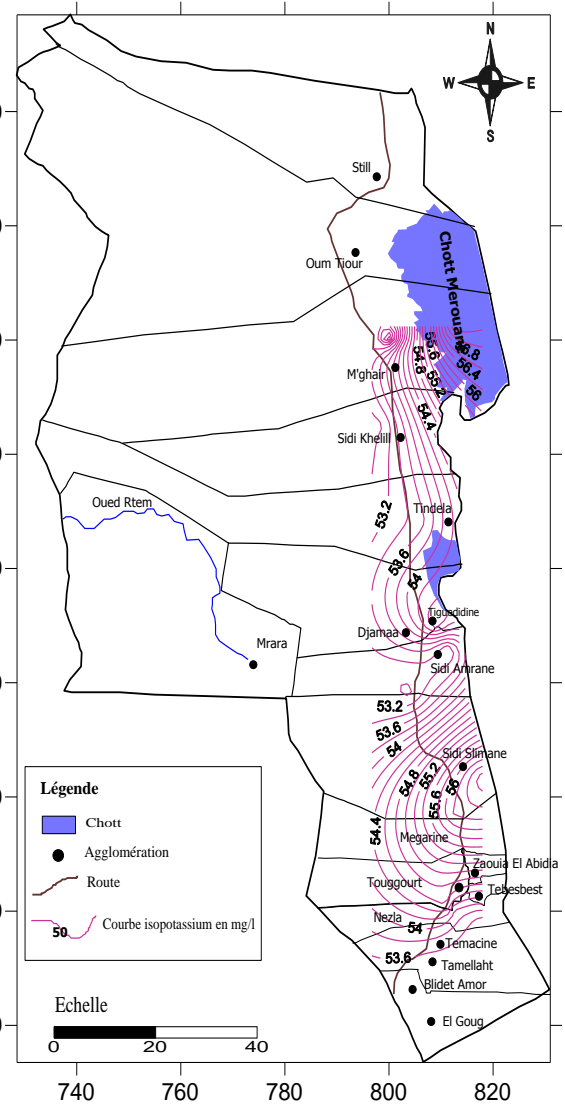 N
W E
S
Still
Oum Tiour
Chott Merouane
55.6
56.8
54.8
56.4
55.2
56
M'ghair
54.4
Sidi Khelill
Oued Rtem
53.2
Tindela
53.6
54
Tiguedidine
Djamaa
Mrara
Sidi Amrane
53.2
53.6
54
Sidi Slimane
55.2
54.8
56
55.6
54.4
Megarine
Zaouia El Abidia
Touggourt
Tebesbest
Nezla
54
Temacine
53.6
Tamellaht
Blidet Amor
El Goug
Légende
Chott
Agglomération
Route
50 Courbe isopotassium en mg/l
Echelle
0 20 40
740 760 780 800 820